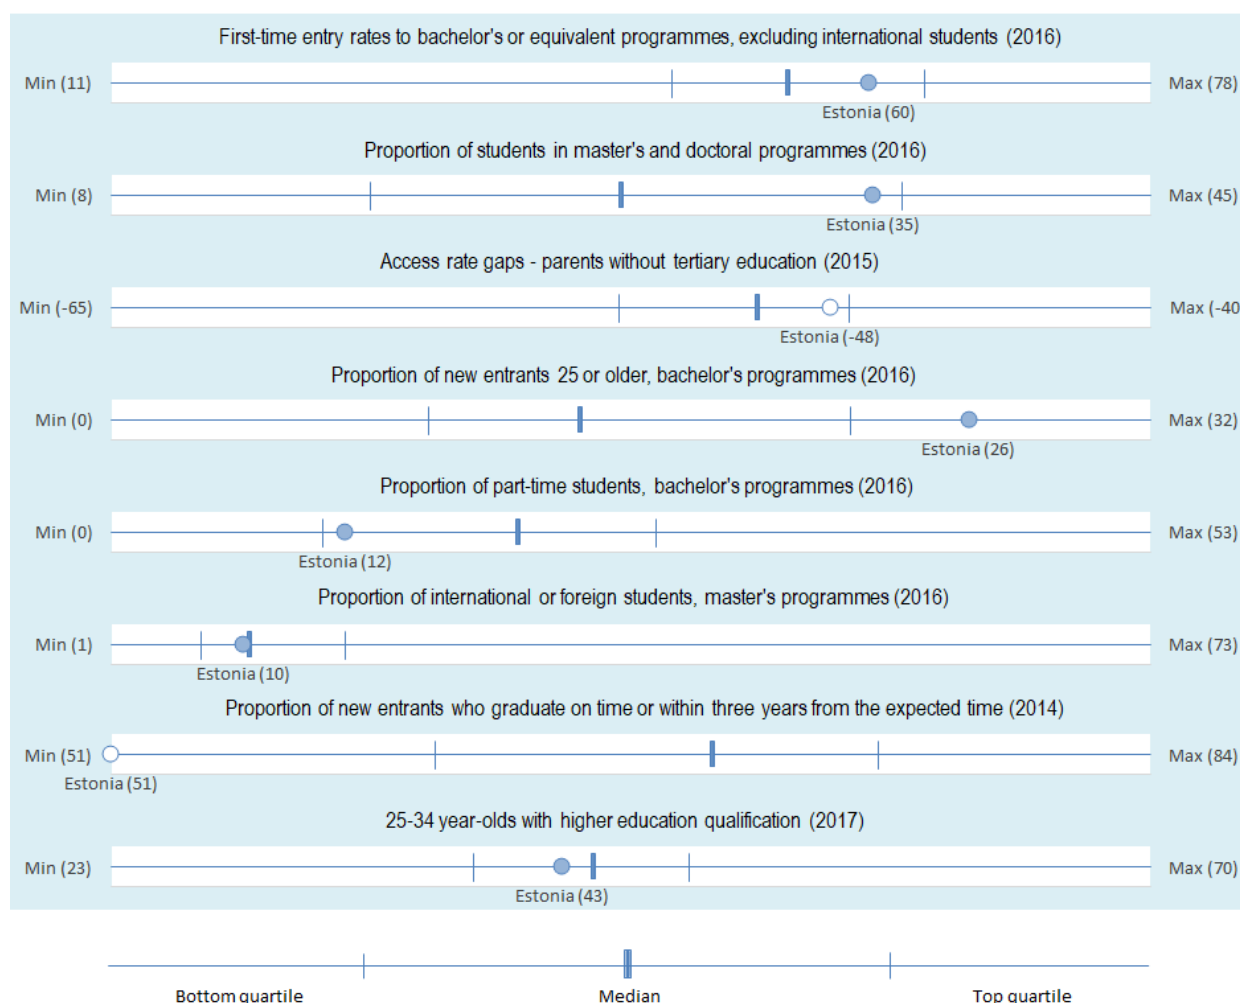 First-time entry rates to bachelor's or equivalent programmes, excluding international students (2016)
Min (11)
Max (78)
Estonia (60)
Proportion of students in master's and doctoral programmes (2016)
Min (8)
Max (45)
Estonia (35)
Access rate gaps - parents without tertiary education (2015)
Min (-65)
Max (-40
Estonia (-48)
Proportion of new entrants 25 or older, bachelor's programmes (2016)
Min (0)
Max (32)
Estonia (26)
Proportion of part-time students, bachelor's programmes (2016)
Min (0)
Max (53)
Estonia (12)
Proportion of international or foreign students, master's programmes (2016)
Min (1)
Max (73)
Estonia (10)
Proportion of new entrants who graduate on time or within three years from the expected time (2014)
Min (51)
Max (84)
Estonia (51)
25-34 year-olds with higher education qualification (2017)
Min (23)
Max (70)
Estonia (43)
Bottom quartile
Median
Top quartile